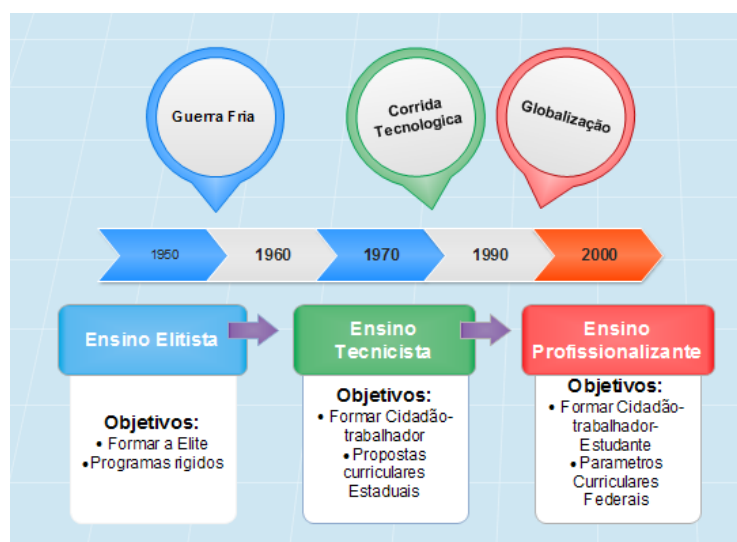 Guerra Fria
Corrida
Tecnologica
Globalização
1950
1960
1970
1990
2000
Ensino Elitista
Objetivos:
• Formar a Elite
•Programas rigidos
Ensino
Tecnicista
Objetivos:
• Formar Cidadão-
trabalhador
• Propostas
curriculares
Estaduais
Ensino
Profissionalizante
Objetivos:
• Formar Cidadão-
trabalhador-
Estudante
• Parametros
Curriculares
Federais